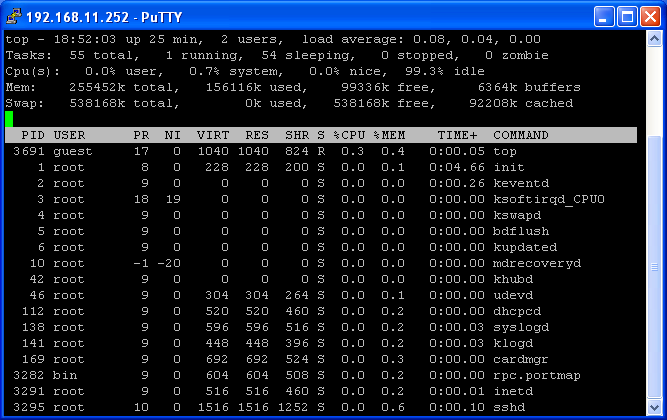 192.168.11.252 - PuTTY
top - 18:52:03 up 25 min,  2 users,  load average: 0.08, 0.04, 0.00
Tasks:  55 total,   1 running,  54 sleeping,   0 stopped,   0 zombie
Cpu(s):   0.0% user,   0.7% system,   0.0% nice,  99.3% idle
Mem:    255452k total,   156116k used,    99336k free,     6364k buffers
Swap:   538168k total,        0k used,   538168k free,    92208k cached
PID USER      PR  NI  VIRT  RES  SHR S %CPU %MEM    TIME+  COMMAND
3691 guest     17   0  1040 1040  824 R  0.3  0.4   0:00.05 top
1 root       8   0   228  228  200 S  0.0  0.1   0:04.66 init
2 root       9   0     0    0    0 S  0.0  0.0   0:00.26 keventd
3 root      18  19     0    0    0 S  0.0  0.0   0:00.00 ksoftirqd_CPU0
4 root       9   0     0    0    0 S  0.0  0.0   0:00.00 kswapd
5 root       9   0     0    0    0 S  0.0  0.0   0:00.00 bdflush
6 root       9   0     0    0    0 S  0.0  0.0   0:00.00 kupdated
10 root      -1 -20     0    0    0 S  0.0  0.0   0:00.00 mdrecoveryd
42 root       9   0     0    0    0 S  0.0  0.0   0:00.00 khubd
46 root       9   0   304  304  264 S  0.0  0.1   0:00.00 udevd
112 root       9   0   520  520  460 S  0.0  0.2   0:00.00 dhcpcd
138 root       9   0   596  596  516 S  0.0  0.2   0:00.03 syslogd
141 root       9   0   448  448  396 S  0.0  0.2   0:00.03 klogd
169 root       9   0   692  692  524 S  0.0  0.3   0:00.00 cardmgr
3282 bin        9   0   604  604  508 S  0.0  0.2   0:00.00 rpc.portmap
3291 root       9   0   516  516  460 S  0.0  0.2   0:00.01 inetd
3295 root      10   0  1516 1516 1252 S  0.0  0.6   0:00.10 sshd